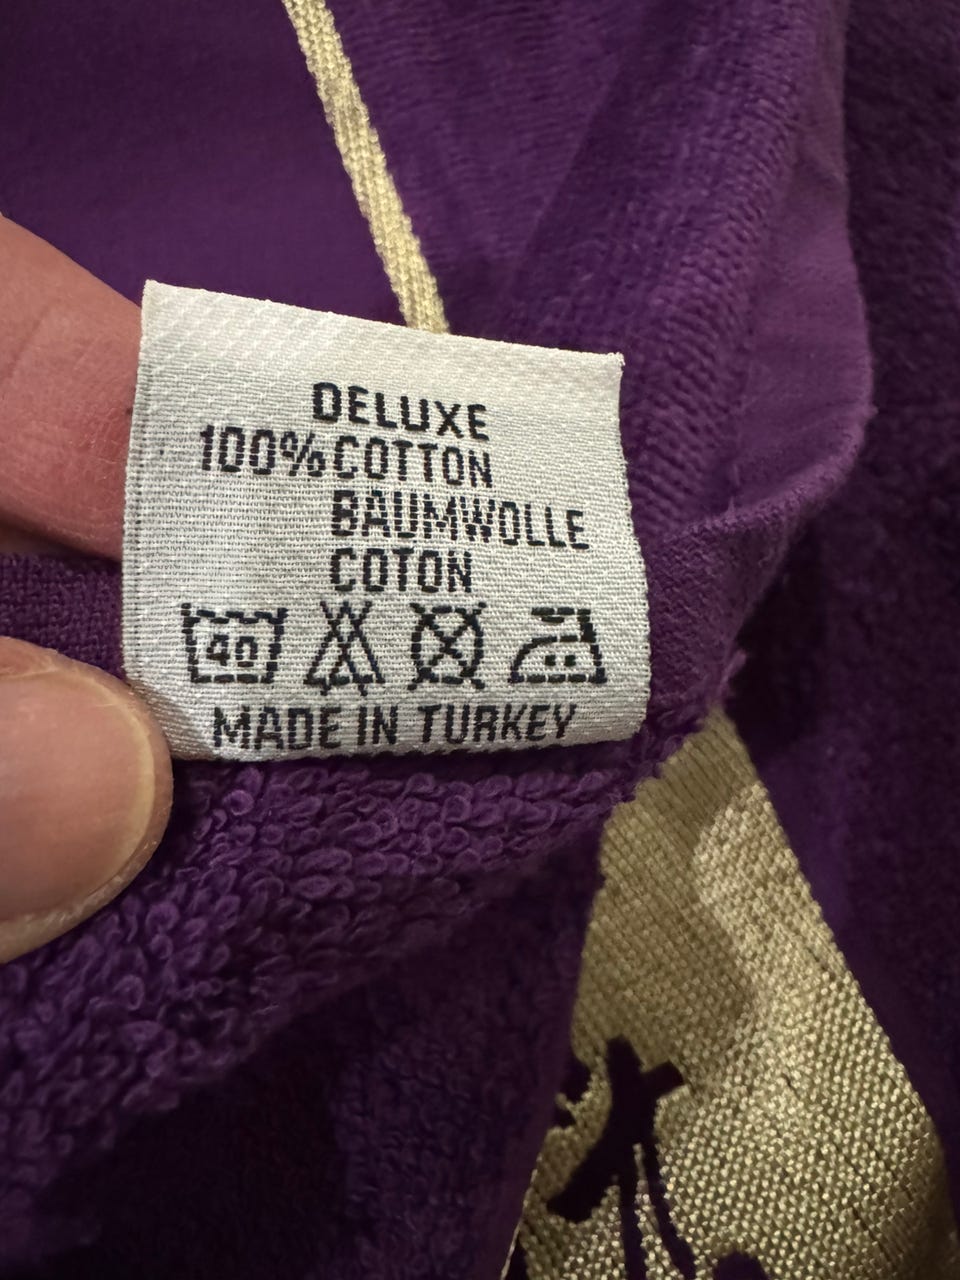 DELUXE
100% COTTON
BAUMWOLLE
COTON
40
MADE IN TURKEY